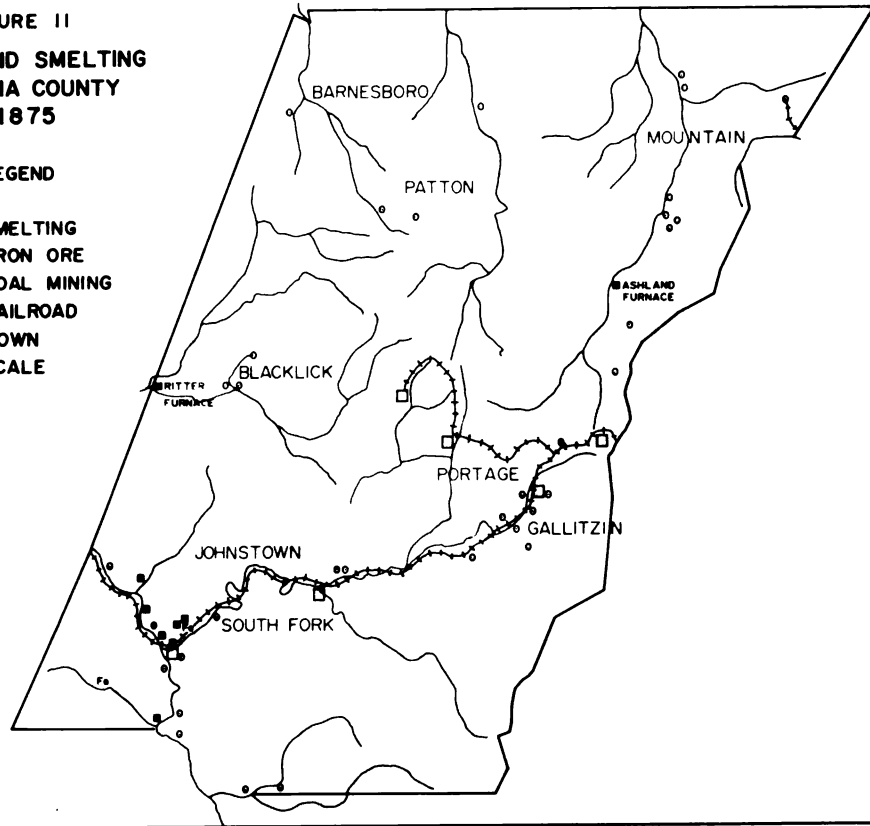 URE II
ND SMELTING
IA COUNTY
1875
EGEND
MELTING
RON ORE
OAL MINING
AILROAD
OWN
CALE
BARNESBORO
MOUNTAIN
PATTON
ASHLAND
FURNACE
BLACKLICK
RITTER
FURNACE
PORTAGE
GALLITZIN
JOHNSTOWN
SOUTH FORK
Fe